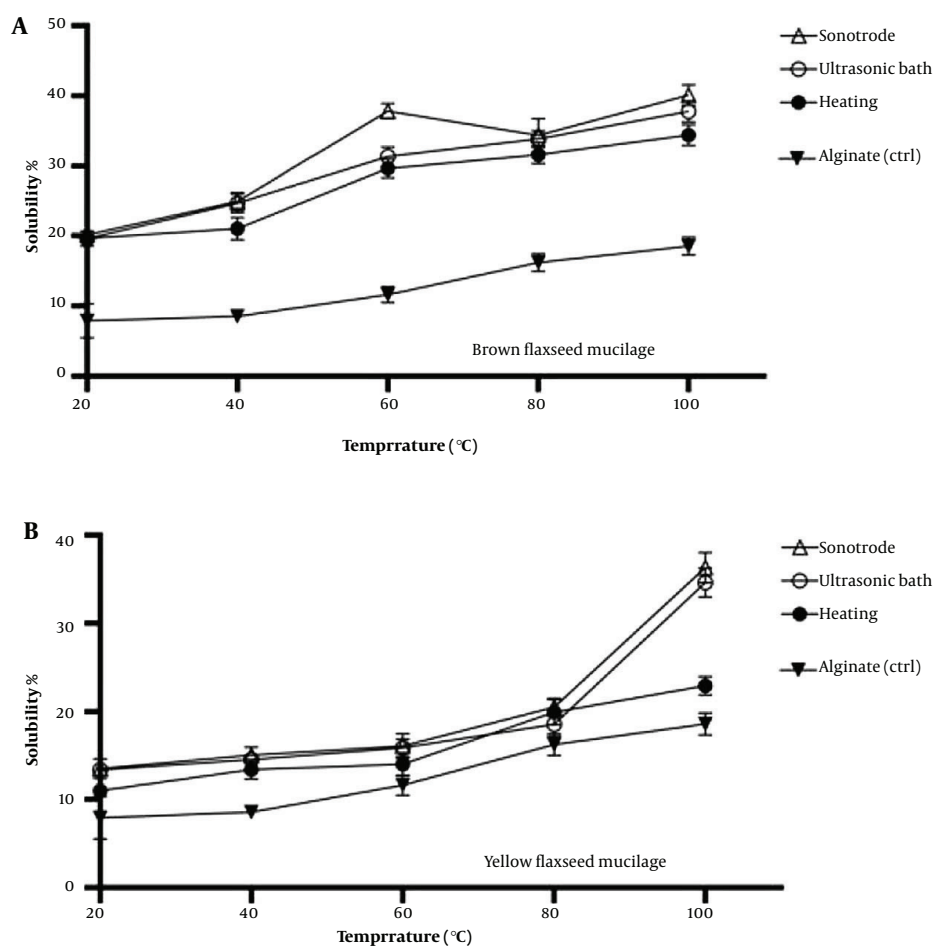 A
50
40
30
20
10
0
Solubility %
20 40 60 80 100
Temprrature (°C)
Brown flaxseed mucilage
Sonotrode
Ultrasonic bath
Heating
Alginate (ctrl)
B
40
30
20
10
0
Solubility %
20 40 60 80 100
Temprrature (°C)
Yellow flaxseed mucilage
Sonotrode
Ultrasonic bath
Heating
Alginate (ctrl)